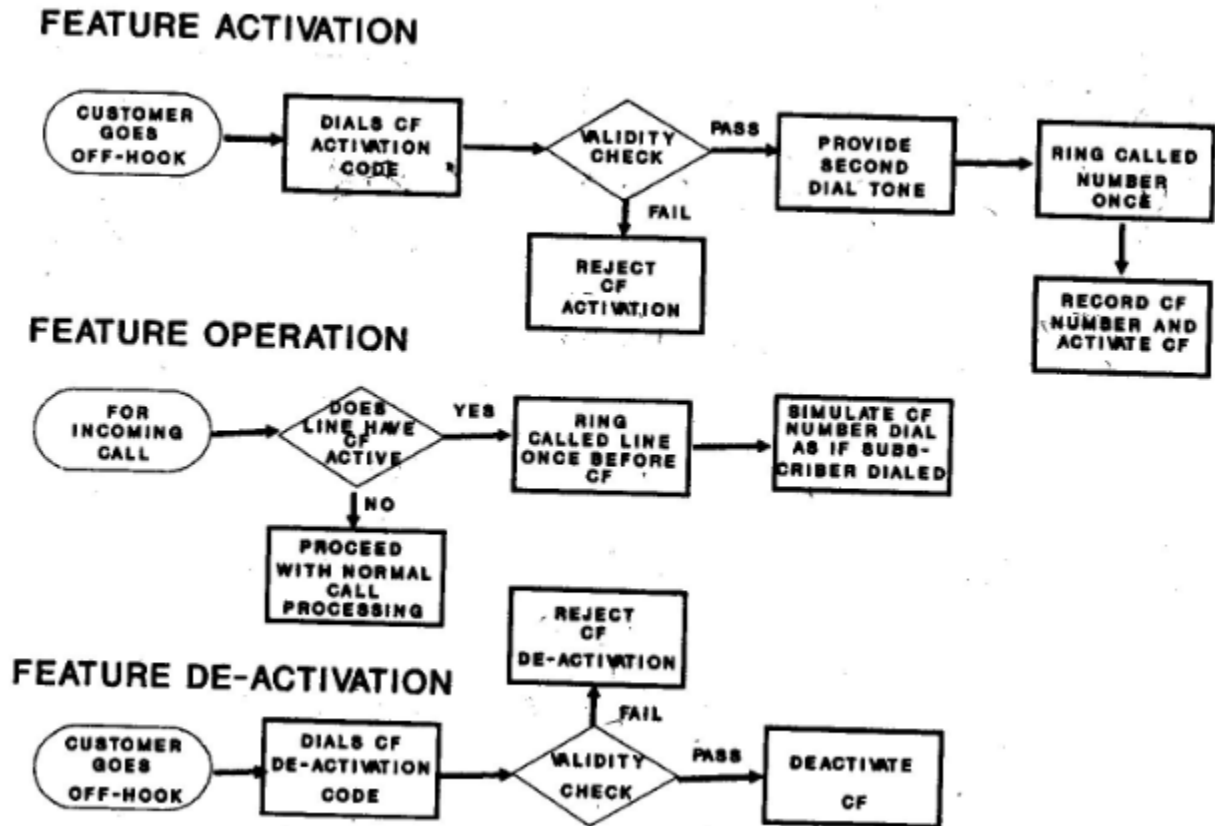 FEATURE ACTIVATION
CUSTOMER
GOES
OFF-HOOK
DIALS CF
ACTIVATION
CODE
VALIDITY
CHECK
PASS
FAIL
REJECT
CF
ACTIVATION
PROVIDE
SECOND
DIAL TONE
RING CALLED
NUMBER
ONCE
RECORD CF
NUMBER AND
ACTIVATE CF
FEATURE OPERATION
FOR
INCOMING
CALL
DOES
LINE HAVE
CF
ACTIVE
YES
NO
PROCEED
WITH NORMAL
CALL
PROCESSING
RING
CALLED LINE
ONCE BEFORE
CF
SIMULATE CF
NUMBER DIAL
AS IF SUBS-
CRIBER DIALED
FEATURE DE-ACTIVATION
CUSTOMER
GOES
OFF-HOOK
DIALS CF
DE-ACTIVATION
CODE
VALIDITY
CHECK
FAIL
REJECT
CF
DE-ACTIVATION
PASS
DEACTIVATE
CF